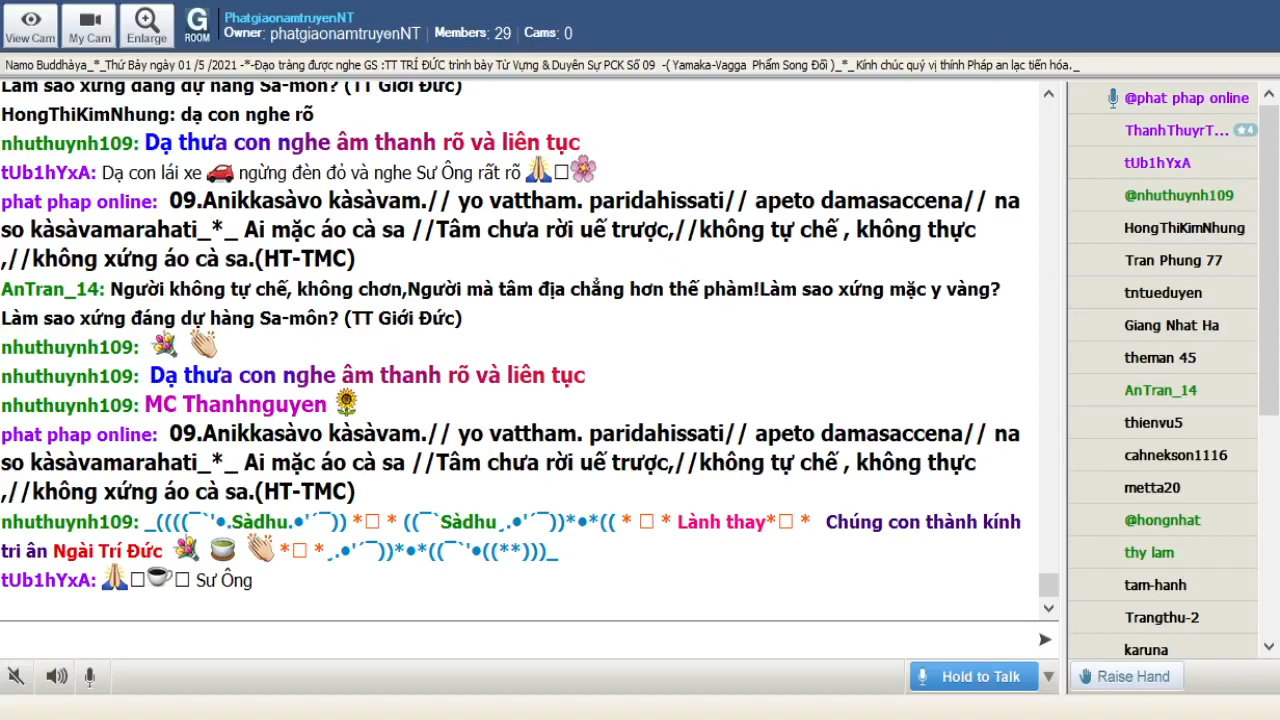 View Cam
My Cam
Enlarge
G
ROOM
PhatgiaonamtruyenNT
Owner: phatgiaonamtruyenNT | Members: 29 | Cams: 0
Namo Buddhàya_*_Thứ Bảy ngày 01 /5 /2021 -*-Đạo tràng được nghe GS :TT TRÍ ĐỨC trình bày Từ Vựng & Duyên Sự PCK Số 09 -( Yamaka-Vagga Phẩm Song Đối )_*_ Kính chúc quý vị thính Pháp an lạc tiến hóa._
Làm sao xứng đáng dự hàng Sa-môn? (TT Giới Đức)
HongThiKimNhung: dạ con nghe rõ
nhuthuynh109: Dạ thưa con nghe âm thanh rõ và liên tục
tUb1hYxA: Dạ con lái xe 🚗 ngừng đèn đỏ và nghe Sư Ông rất rõ 🙏□🌸
phat phap online: 09.Anikkasàvo kàsàvam.// yo vattham. paridahissati// apeto damasaccena// na
so kàsàvamarahati_*_ Ai mặc áo cà sa //Tâm chưa rời uế trược,//không tự chế , không thực
,//không xứng áo cà sa.(HT-TMC)
AnTran_14: Người không tự chế, không chơn,Người mà tâm địa chẳng hơn thế phàm!Làm sao xứng mặc y vàng?
Làm sao xứng đáng dự hàng Sa-môn? (TT Giới Đức)
nhuthuynh109: 💐 👏
nhuthuynh109: Dạ thưa con nghe âm thanh rõ và liên tục
nhuthuynh109: MC Thanhnguyen 🌻
phat phap online: 09.Anikkasàvo kàsàvam.// yo vattham. paridahissati// apeto damasaccena// na
so kàsàvamarahati_*_ Ai mặc áo cà sa //Tâm chưa rời uế trược,//không tự chế , không thực
,//không xứng áo cà sa.(HT-TMC)
nhuthuynh109: _((((¯`'•.Sàdhu.•'´¯)) *□ * ((¯`Sàdhu¸.•'´¯))*•*(( * □ * Lành thay*□ * Chúng con thành kính
tri ân Ngài Trí Đức 💐 🍵 👏 *□ *¸.•'´¯))*•*((¯`'•((**)))_
tUb1hYxA: 🙏□☕□ Sư Ông
Hold to Talk
@phat phap online
ThanhThuyrT... 4
tUb1hYxA
@nhuthuynh109
HongThiKimNhung
Tran Phung 77
tntueduyen
Giang Nhat Ha
theman 45
AnTran_14
thienvu5
cahnekson1116
metta20
@hongnhat
thy lam
tam-hanh
Trangthu-2
karuna
Raise Hand